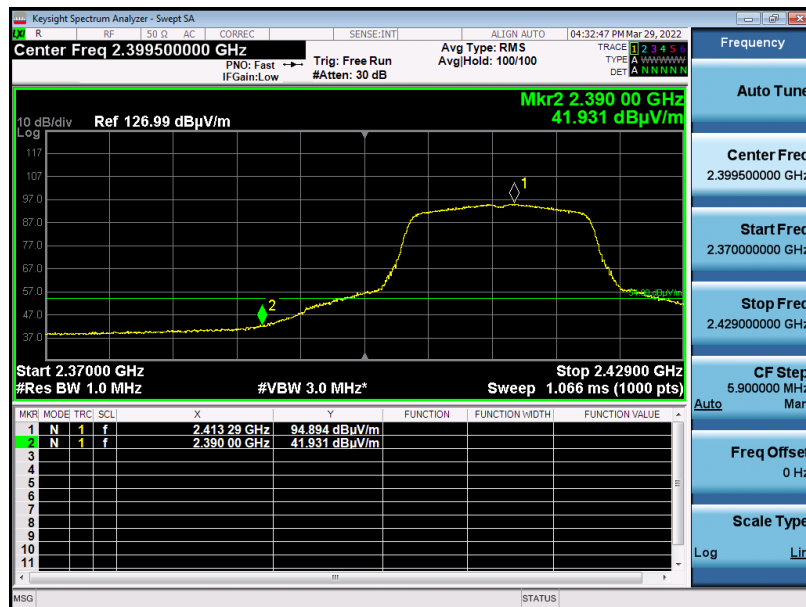 Keysight Spectrum Analyzer - Swept SA
LXI R RF 50 Ω AC CORREC SENSE:INT ALIGN AUTO 04:32:47 PM Mar 29, 2022
Center Freq 2.399500000 GHz
PNO: Fast
IFGain:Low
Trig: Free Run
#Atten: 30 dB
Avg Type: RMS
Avg|Hold: 100/100
TRACE 1 2 3 4 5 6
TYPE A WWWWW
DET A N N N N N
Mkr2 2.390 00 GHz
41.931 dBµV/m
10 dB/div Ref 126.99 dBµV/m
Log
117
107
97.0
87.0
77.0
67.0
57.0
47.0
37.0
1
2
Start 2.37000 GHz Stop 2.42900 GHz
#Res BW 1.0 MHz #VBW 3.0 MHz* Sweep 1.066 ms (1000 pts)
MKR MODE TRC SCL X Y FUNCTION FUNCTION WIDTH FUNCTION VALUE
1 N 1 f 2.413 29 GHz 94.894 dBµV/m
2 N 1 f 2.390 00 GHz 41.931 dBµV/m
3
4
5
6
7
8
9
10
11
MSG STATUS
Frequency
Auto Tune
Center Freq
2.399500000 GHz
Start Freq
2.370000000 GHz
Stop Freq
2.429000000 GHz
CF Step
5.900000 MHz
Auto Man
Freq Offset
0 Hz
Scale Type
Log Lin